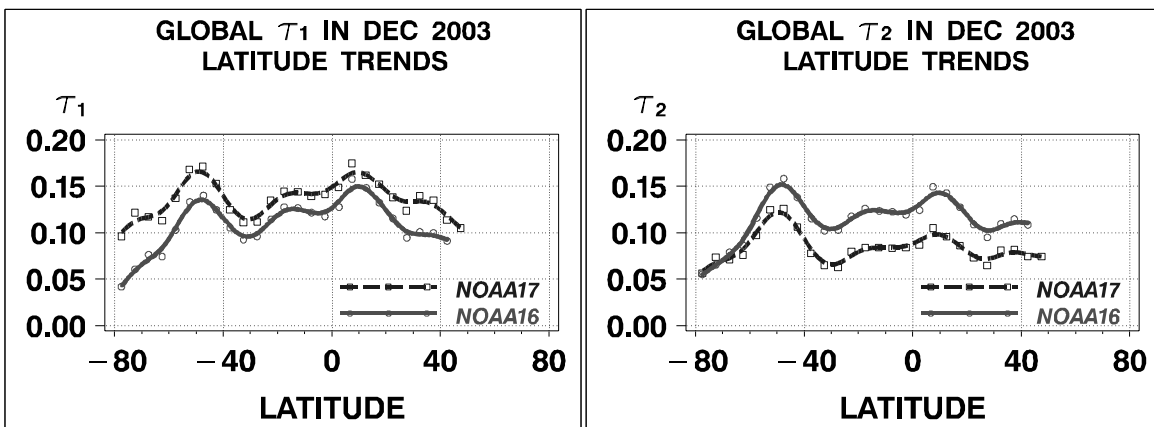 GLOBAL τ1 IN DEC 2003
LATITUDE TRENDS
τ1
0.20
0.15
0.10
0.05
0.00
NOAA17
NOAA16
−80 −40 0 40 80
LATITUDE
GLOBAL τ2 IN DEC 2003
LATITUDE TRENDS
τ2
0.20
0.15
0.10
0.05
0.00
NOAA17
NOAA16
−80 −40 0 40 80
LATITUDE